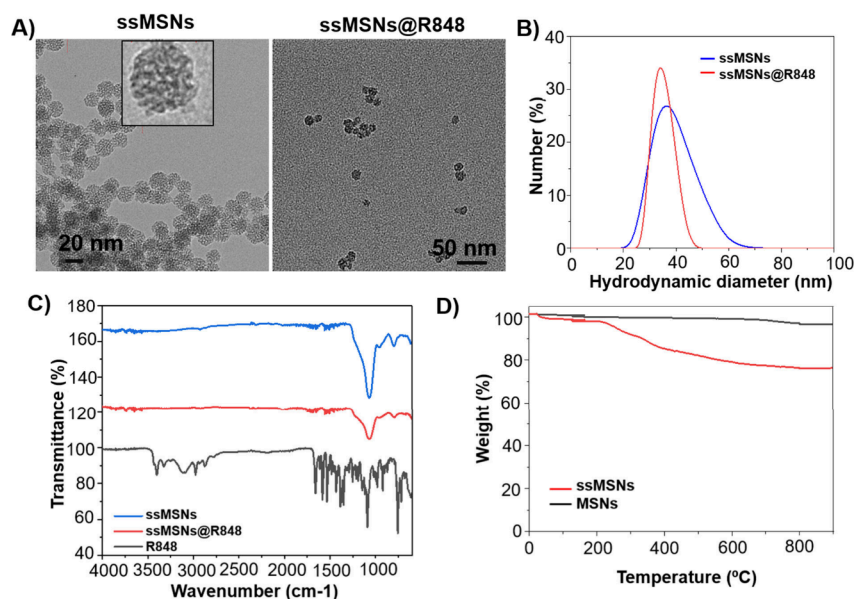 A)
ssMSNs
ssMSNs@R848
20 nm
50 nm
B)
ssMSNs
ssMSNs@R848
40
30
20
10
0
Number (%)
0 20 40 60 80 100
Hydrodynamic diameter (nm)
C)
180
160
140
120
100
80
60
40
Transmittance (%)
ssMSNs
ssMSNs@R848
R848
4000 3500 3000 2500 2000 1500 1000
Wavenumber (cm-1)
D)
100
80
60
40
20
0
Weight (%)
ssMSNs
MSNs
0 200 400 600 800
Temperature (ºC)